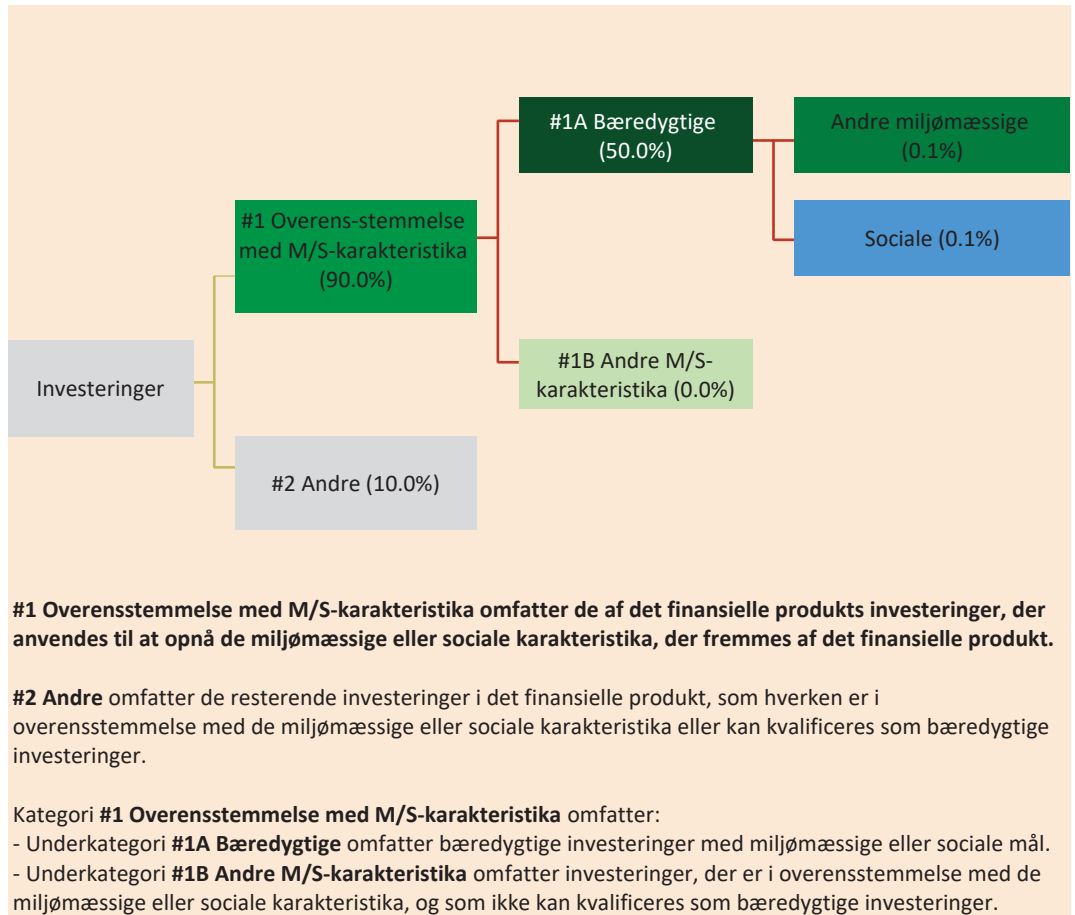 #1A Bæredygtige
(50.0%)
Andre miljømæssige
(0.1%)
#1 Overens-stemmelse
med M/S-karakteristika
(90.0%)
Sociale (0.1%)
Investeringer
#1B Andre M/S-
karakteristika (0.0%)
#2 Andre (10.0%)
#1 Overensstemmelse med M/S-karakteristika omfatter de af det finansielle produkts investeringer, der
anvendes til at opnå de miljømæssige eller sociale karakteristika, der fremmes af det finansielle produkt.
#2 Andre omfatter de resterende investeringer i det finansielle produkt, som hverken er i
overensstemmelse med de miljømæssige eller sociale karakteristika eller kan kvalificeres som bæredygtige
investeringer.
Kategori #1 Overensstemmelse med M/S-karakteristika omfatter:
- Underkategori #1A Bæredygtige omfatter bæredygtige investeringer med miljømæssige eller sociale mål.
- Underkategori #1B Andre M/S-karakteristika omfatter investeringer, der er i overensstemmelse med de
miljømæssige eller sociale karakteristika, og som ikke kan kvalificeres som bæredygtige investeringer.